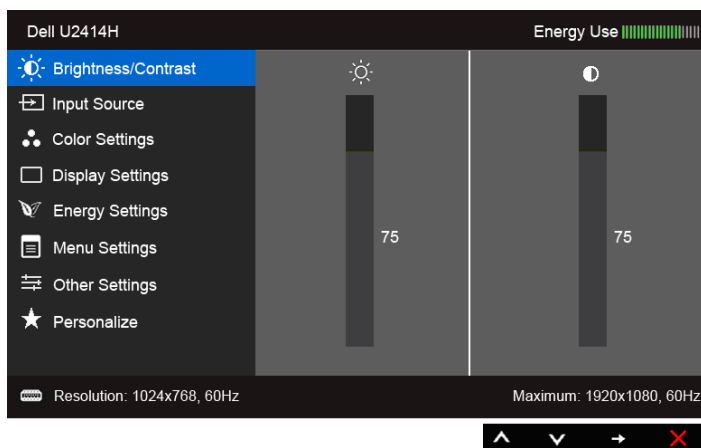 Dell U2414H
Energy Use
Brightness/Contrast
Input Source
Color Settings
Display Settings
Energy Settings
Menu Settings
Other Settings
Personalize
75
75
Resolution: 1024x768, 60Hz
Maximum: 1920x1080, 60Hz